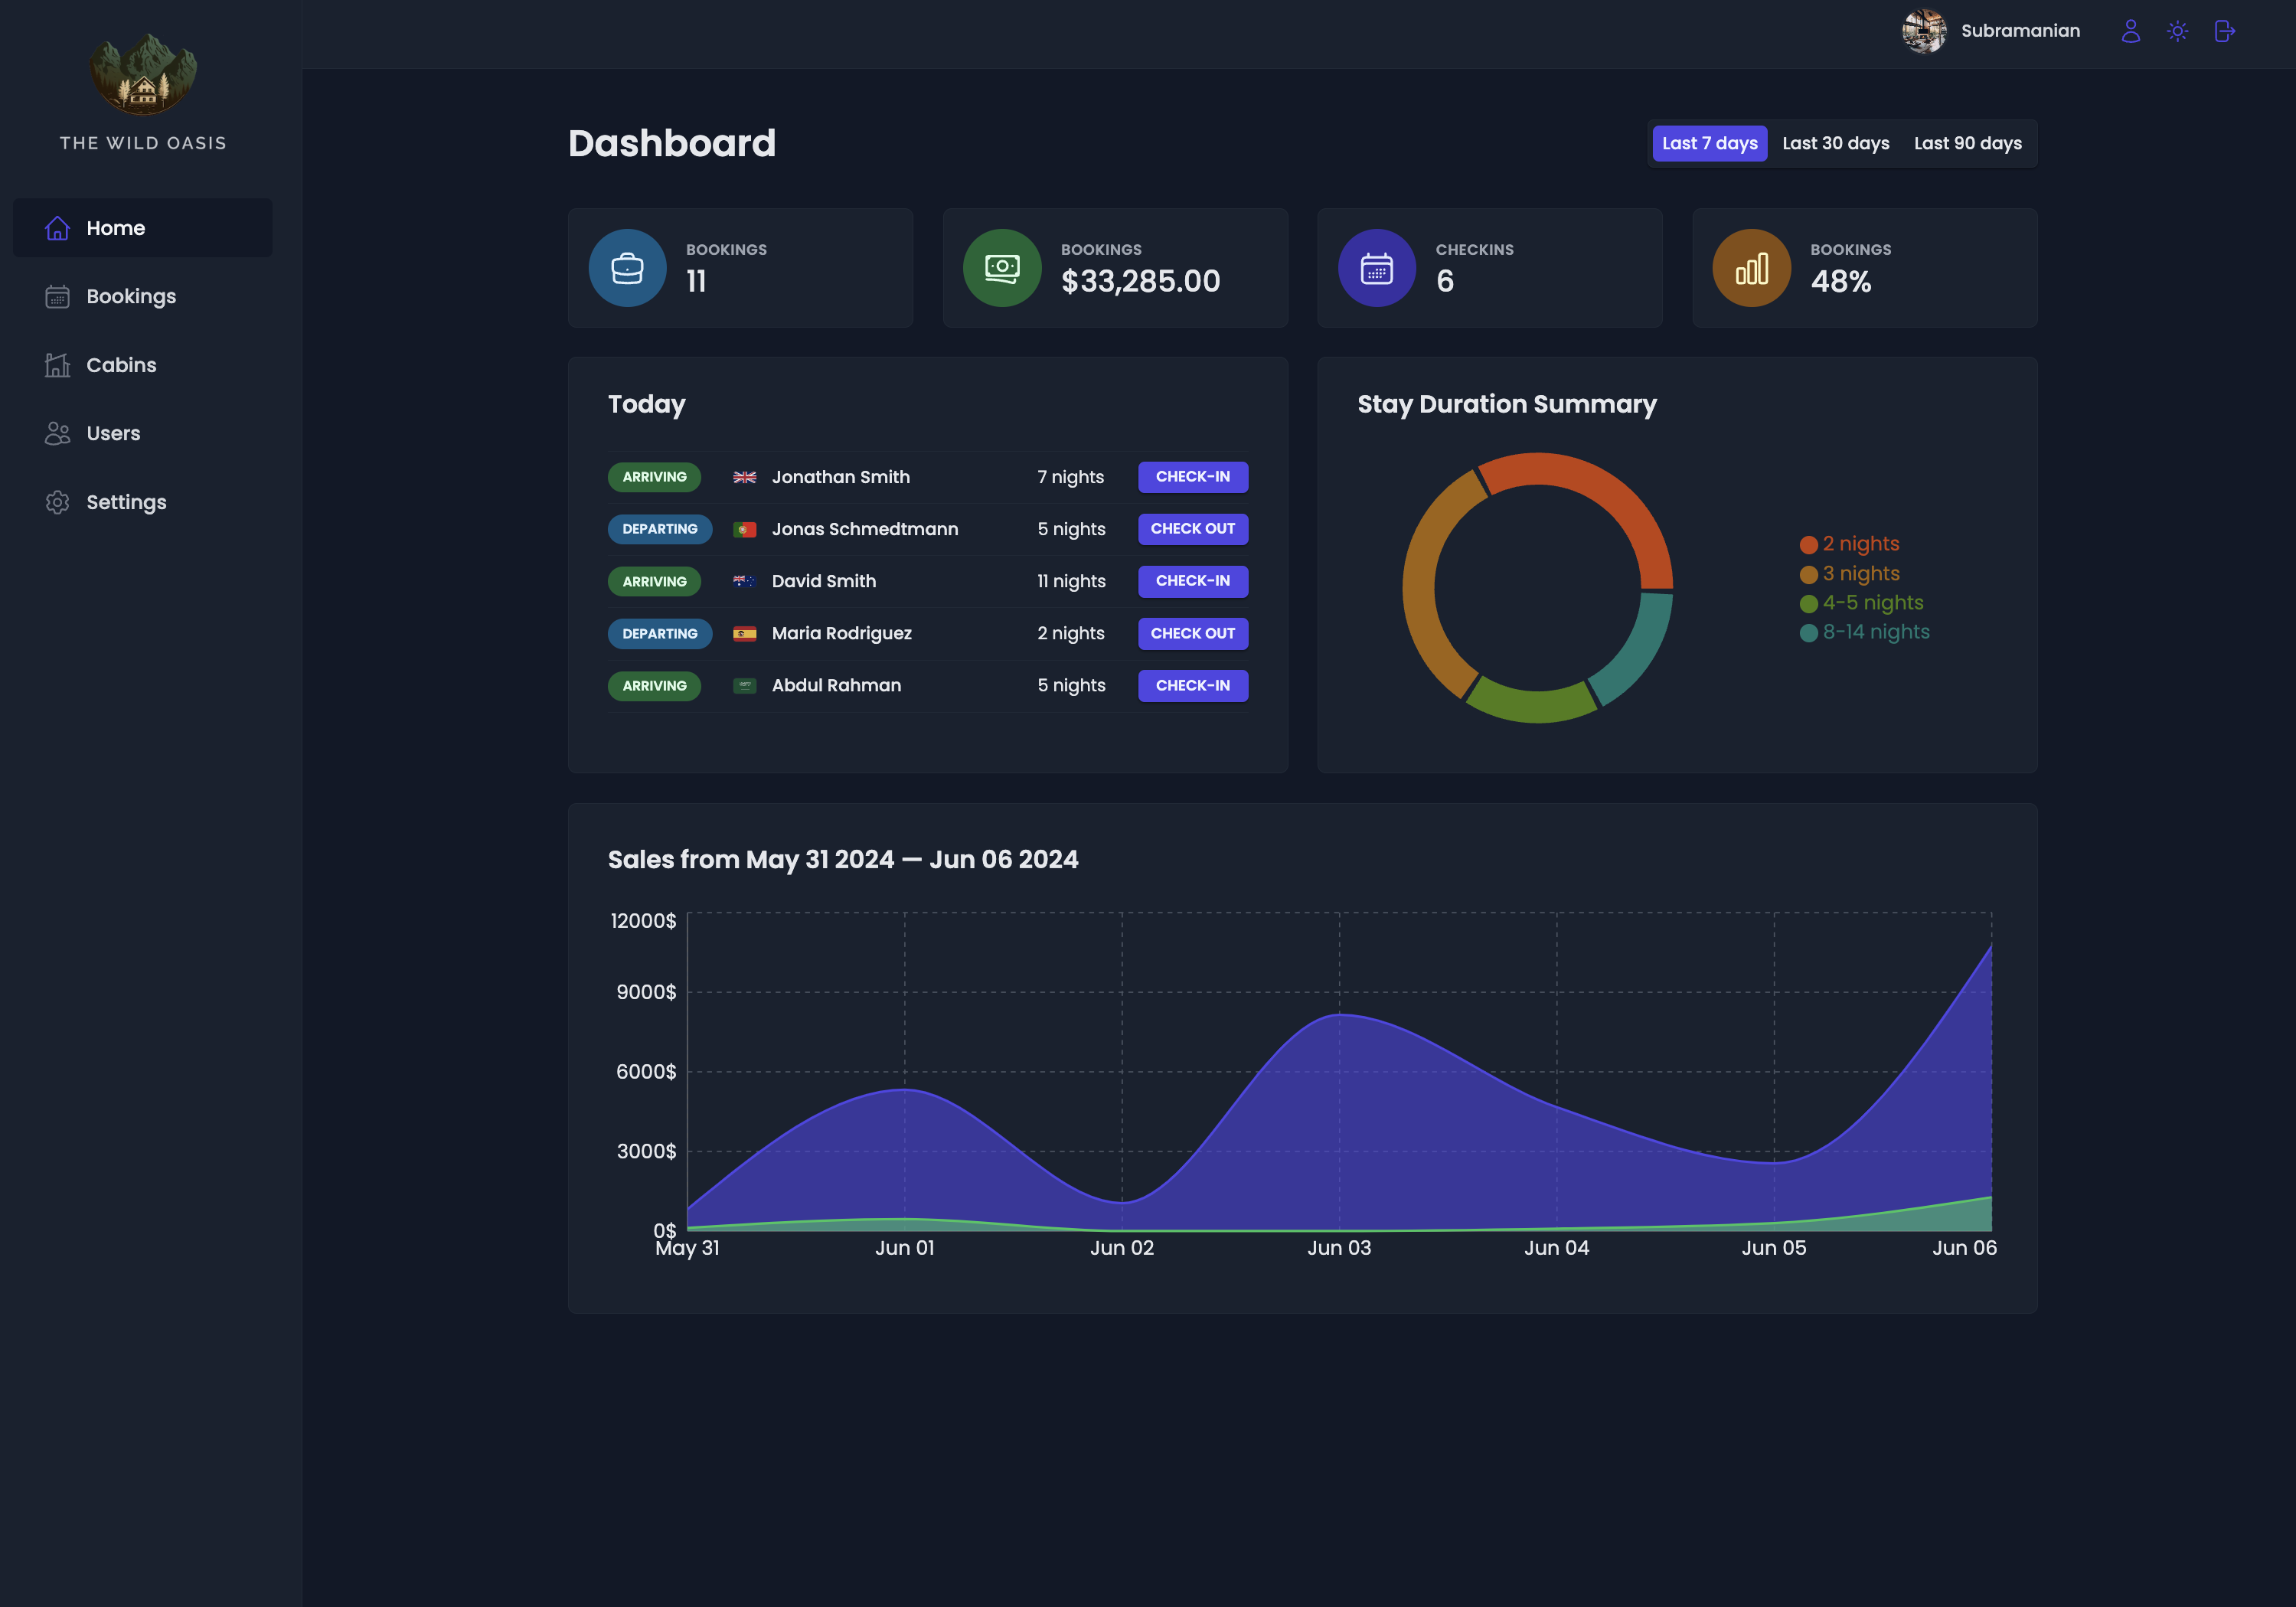 Subramanian
THE WILD OASIS
Home
Bookings
Cabins
Users
Settings
Dashboard
Last 7 days Last 30 days Last 90 days
BOOKINGS
11
BOOKINGS
$33,285.00
CHECKINS
6
BOOKINGS
48%
Today
ARRIVING Jonathan Smith 7 nights CHECK-IN
DEPARTING Jonas Schmedtmann 5 nights CHECK OUT
ARRIVING David Smith 11 nights CHECK-IN
DEPARTING Maria Rodriguez 2 nights CHECK OUT
ARRIVING Abdul Rahman 5 nights CHECK-IN
Stay Duration Summary
2 nights
3 nights
4-5 nights
8-14 nights
Sales from May 31 2024 — Jun 06 2024
12000$
9000$
6000$
3000$
0$
May 31 Jun 01 Jun 02 Jun 03 Jun 04 Jun 05 Jun 06